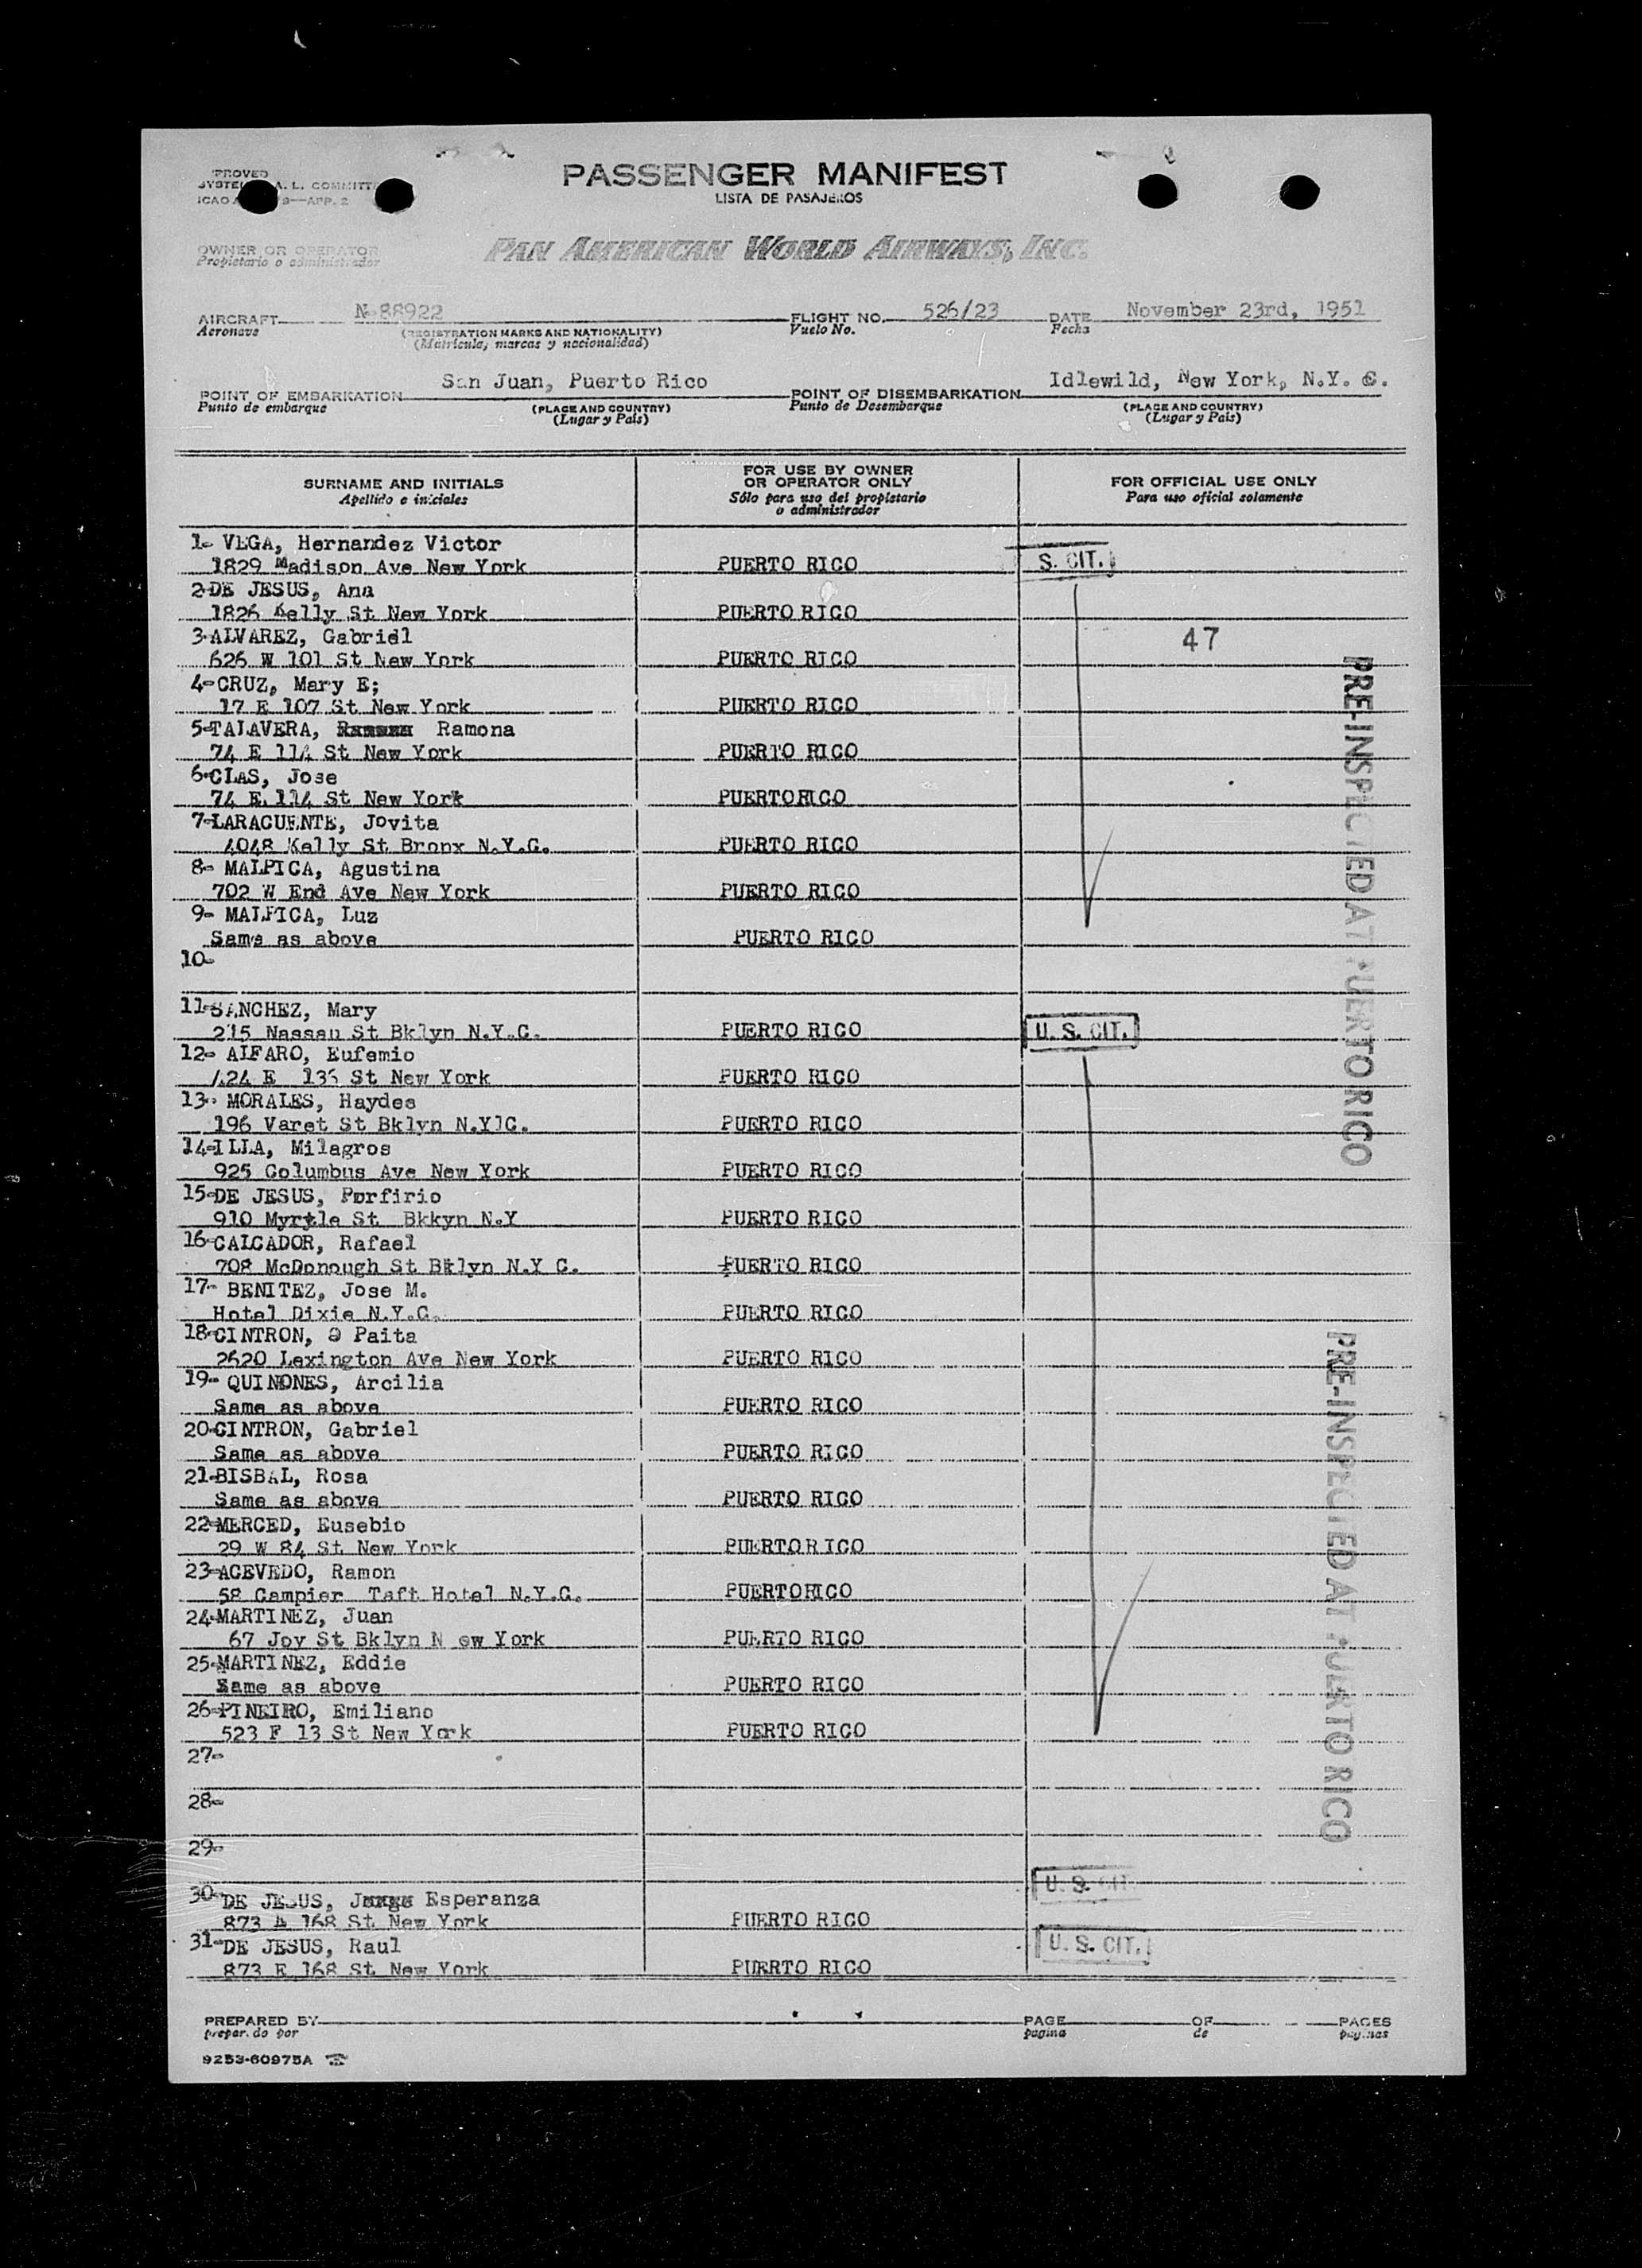 PASSENGER MANIFEST
LISTA DE PASAJEROS
A. L. COMMITT
ICAO 9—APP. 2
OWNER OR OPERATOR
Propietario o administrador
PAN AMERICAN WORLD AIRWAYS, INC.
AIRCRAFT N-88922 FLIGHT NO. 526/23 DATE November 23rd, 1951
Aeronave (REGISTRATION MARKS AND NATIONALITY) Vuelo No. Fecha
(Matrícula, marcas y nacionalidad)
POINT OF EMBARKATION San Juan, Puerto Rico POINT OF DISEMBARKATION Idlewild, New York, N.Y. C.
Punto de embarque (PLACE AND COUNTRY) Punto de Desembarque (PLACE AND COUNTRY)
(Lugar y País) (Lugar y País)
SURNAME AND INITIALS FOR USE BY OWNER OR OPERATOR ONLY FOR OFFICIAL USE ONLY
Apellido e iniciales Sólo para uso del propietario o administrador Para uso oficial solamente
1- VEGA, Hernandez Victor
1829 Madison Ave New York PUERTO RICO S. CIT.
2-DE JESUS, Ana
1826 Kelly St New York PUERTO RICO
3-ALVAREZ, Gabriel 47
626 W 101 St New York PUERTO RICO
4-CRUZ, Mary E;
17 E 107 St New York PUERTO RICO
5-TALAVERA, Ramona
74 E 114 St New York PUERTO RICO
6-CLAS, Jose
74 E 114 St New York PUERTORICO
7-LARACUENTE, Jovita
4048 Kelly St Bronx N.Y.C. PUERTO RICO
8- MALPICA, Agustina
702 W End Ave New York PUERTO RICO
9- MALPICA, Luz
Same as above PUERTO RICO
10-
11-SANCHEZ, Mary
215 Nassau St Bklyn N.Y.C. PUERTO RICO U. S. CIT.
12- ALFARO, Eufemio
424 E 136 St New York PUERTO RICO
13- MORALES, Haydee
196 Varet St Bklyn N.Y]C. PUERTO RICO
14-ILLA, Milagros
925 Columbus Ave New York PUERTO RICO
15-DE JESUS, Porfirio
910 Myrtle St Bkkyn N.Y PUERTO RICO
16-CALCADOR, Rafael
708 McDonough St Bklyn N.Y C. PUERTO RICO
17- BENITEZ, Jose M.
Hotel Dixie N.Y.C. PUERTO RICO
18-CINTRON, Paita
2620 Lexington Ave New York PUERTO RICO
19- QUINONES, Arcilia
Same as above PUERTO RICO
20-CINTRON, Gabriel
Same as above PUERTO RICO
21-BISBAL, Rosa
Same as above PUERTO RICO
22-MERCED, Eusebio
29 W 84 St New York PUERTORICO
23-ACEVEDO, Ramon
58 Campier Taft Hotel N.Y.C. PUERTORICO
24-MARTINEZ, Juan
67 Joy St Bklyn N ew York PUERTO RICO
25-MARTINEZ, Eddie
Same as above PUERTO RICO
26-PINEIRO, Emiliano
523 E 13 St New York PUERTO RICO
27-
28-
29-
U. S. CIT
30-DE JESUS, Esperanza
873 E 168 St New York PUERTO RICO
31-DE JESUS, Raul U. S. CIT.
873 E 168 St New York PUERTO RICO
PRE-INSPECTED AT PUERTO RICO
PRE-INSPECTED AT PUERTO RICO
PREPARED BY PAGE OF PAGES
prepar.do por página de páginas
9253-60975A